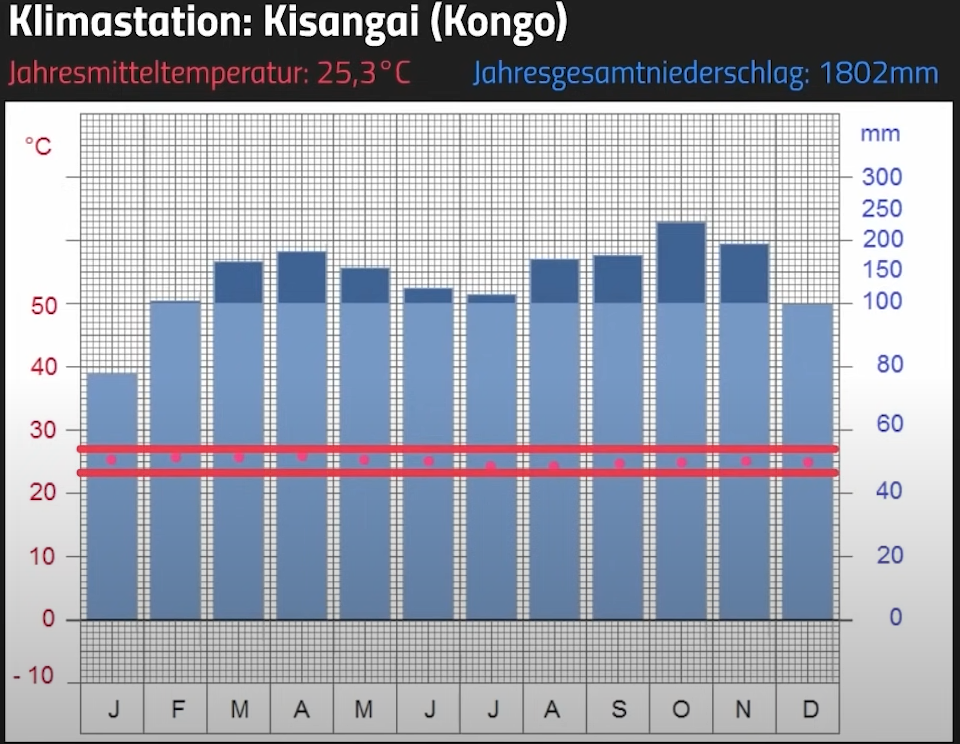 Klimastation: Kisangai (Kongo)
Jahresmitteltemperatur: 25,3°C Jahresgesamtniederschlag: 1802mm
°C mm
300
250
200
150
50 100
40 80
30 60
20 40
10 20
0 0
- 10
J F M A M J J A S O N D